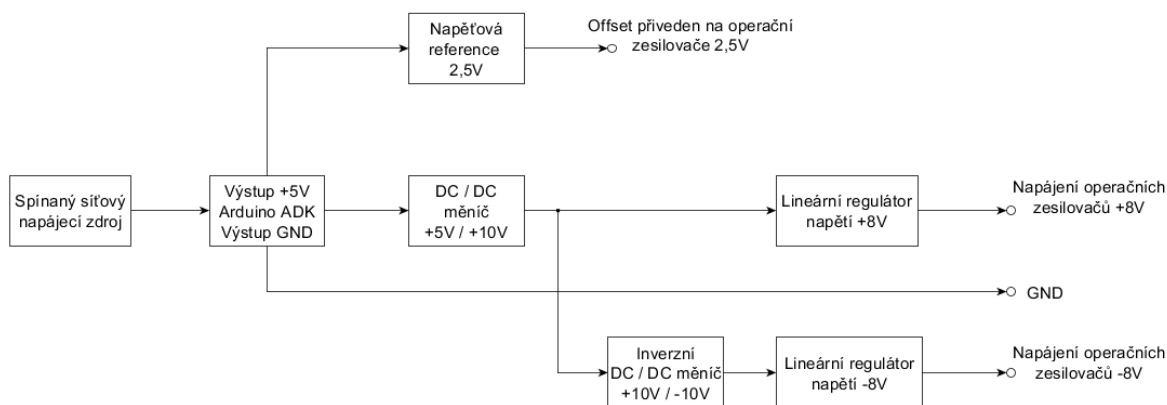 Napěťová
reference
2,5V
Offset přiveden na operační
zesilovače 2,5V
Spínaný síťový
napájecí zdroj
Výstup +5V
Arduino ADK
Výstup GND
DC / DC
měníč
+5V / +10V
Lineární regulátor
napětí +8V
Napájení operačních
zesilovačů +8V
GND
Inverzní
DC / DC měníč
+10V / -10V
Lineární regulátor
napětí -8V
Napájení operačních
zesilovačů -8V